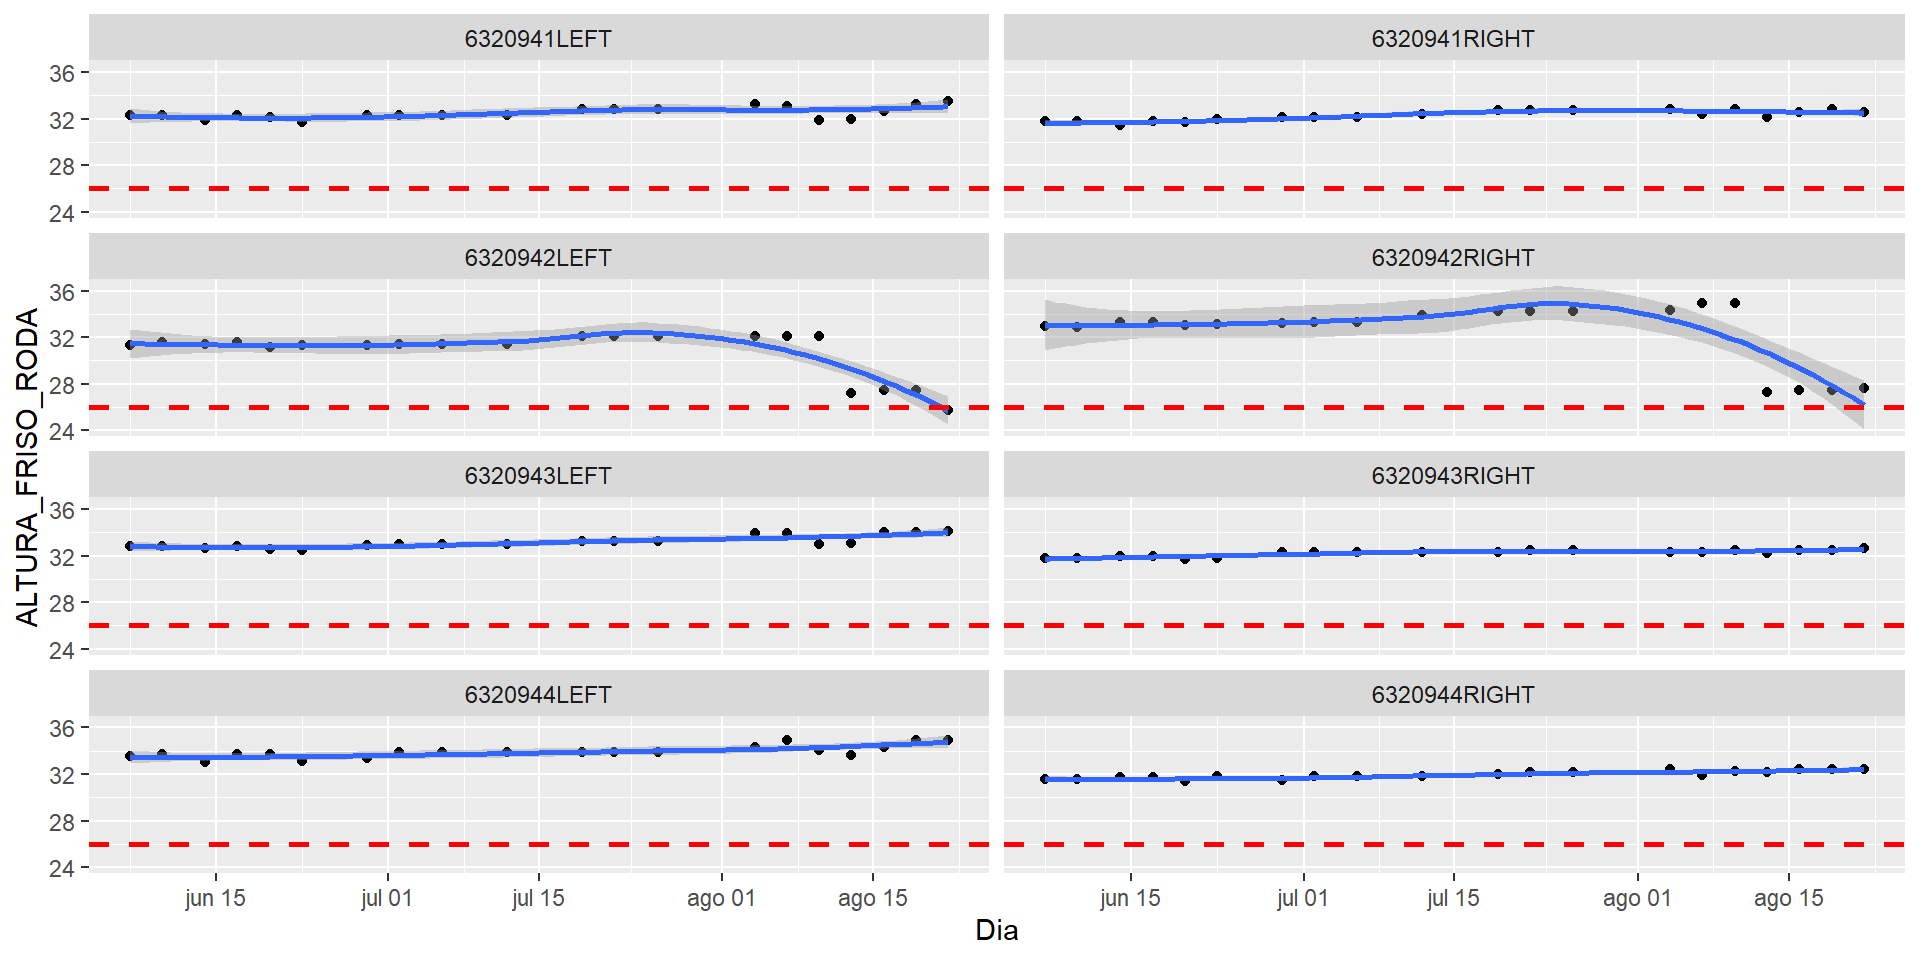 6320941LEFT
6320941RIGHT
36
32
28
24
6320942LEFT
6320942RIGHT
36
32
28
24
6320943LEFT
6320943RIGHT
36
32
28
24
6320944LEFT
6320944RIGHT
36
32
28
24
ALTURA_FRISO_RODA
jun 15 jul 01 jul 15 ago 01 ago 15
jun 15 jul 01 jul 15 ago 01 ago 15
Dia